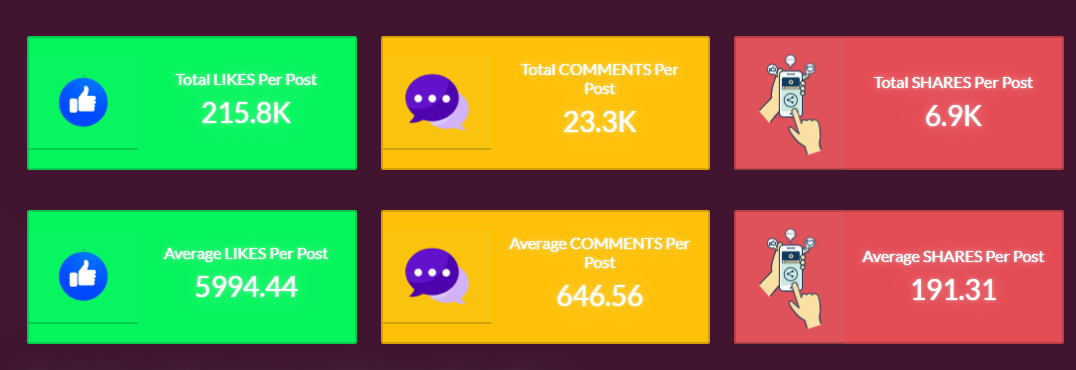 Total LIKES Per Post
215.8K
Total COMMENTS Per
Post
23.3K
Total SHARES Per Post
6.9K
Average LIKES Per Post
5994.44
Average COMMENTS Per
Post
646.56
Average SHARES Per Post
191.31